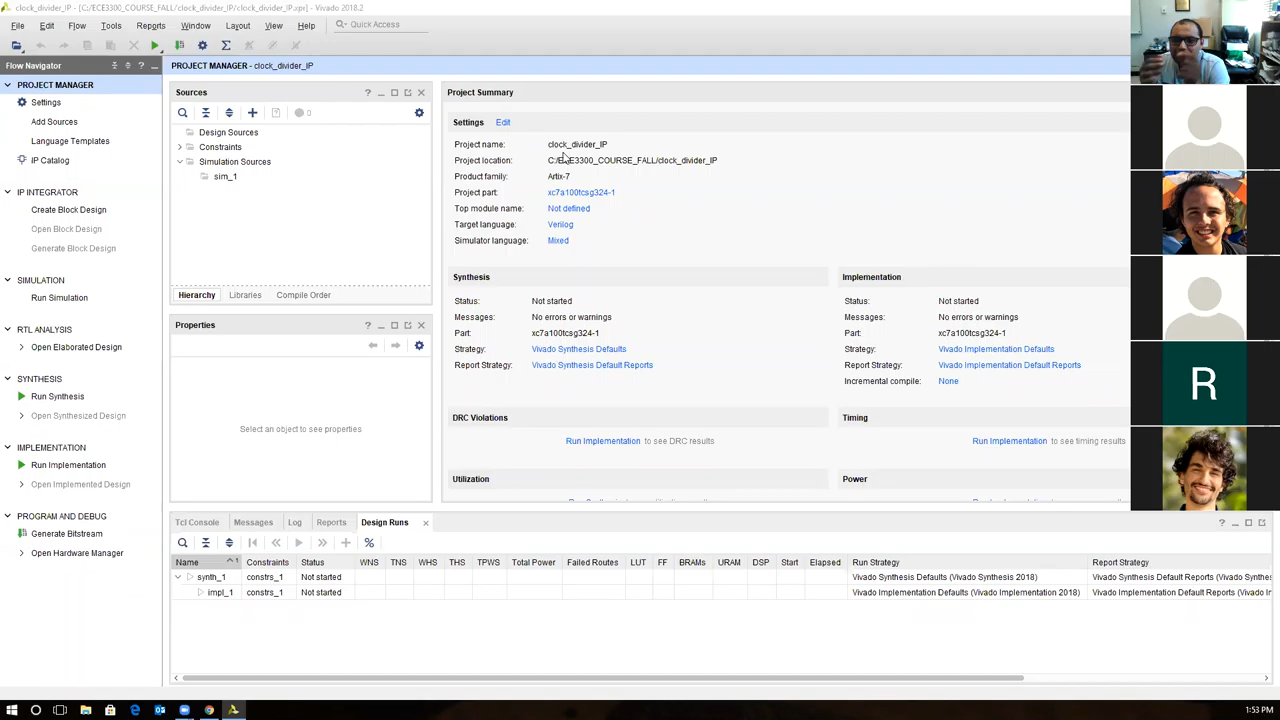 clock_divider_IP - [C:/ECE3300_COURSE_FALL/clock_divider_IP/clock_divider_IP.xpr] - Vivado 2018.2
File Edit Flow Tools Reports Window Layout View Help Quick Access
Flow Navigator
PROJECT MANAGER
Settings
Add Sources
Language Templates
IP Catalog
IP INTEGRATOR
Create Block Design
Open Block Design
Generate Block Design
SIMULATION
Run Simulation
RTL ANALYSIS
Open Elaborated Design
SYNTHESIS
Run Synthesis
Open Synthesized Design
IMPLEMENTATION
Run Implementation
Open Implemented Design
PROGRAM AND DEBUG
Generate Bitstream
Open Hardware Manager
PROJECT MANAGER - clock_divider_IP
Sources
0
Design Sources
Constraints
Simulation Sources
sim_1
Hierarchy Libraries Compile Order
Properties
Select an object to see properties
Project Summary
Settings Edit
Project name: clock_divider_IP
Project location: C:/ECE3300_COURSE_FALL/clock_divider_IP
Product family: Artix-7
Project part: xc7a100tcsg324-1
Top module name: Not defined
Target language: Verilog
Simulator language: Mixed
Synthesis
Status: Not started
Messages: No errors or warnings
Part: xc7a100tcsg324-1
Strategy: Vivado Synthesis Defaults
Report Strategy: Vivado Synthesis Default Reports
Implementation
Status: Not started
Messages: No errors or warnings
Part: xc7a100tcsg324-1
Strategy: Vivado Implementation Defaults
Report Strategy: Vivado Implementation Default Reports
Incremental compile: None
DRC Violations
Run Implementation to see DRC results
Timing
Run Implementation to see timing results
Utilization
Power
R
Tcl Console Messages Log Reports Design Runs
Name 1 Constraints Status WNS TNS WHS THS TPWS Total Power Failed Routes LUT FF BRAMs URAM DSP Start Elapsed Run Strategy Report Strategy
synth_1 constrs_1 Not started Vivado Synthesis Defaults (Vivado Synthesis 2018) Vivado Synthesis Default Reports (Vivado Synthes
impl_1 constrs_1 Not started Vivado Implementation Defaults (Vivado Implementation 2018) Vivado Implementation Default Reports (Vivado Ir
1:53 PM